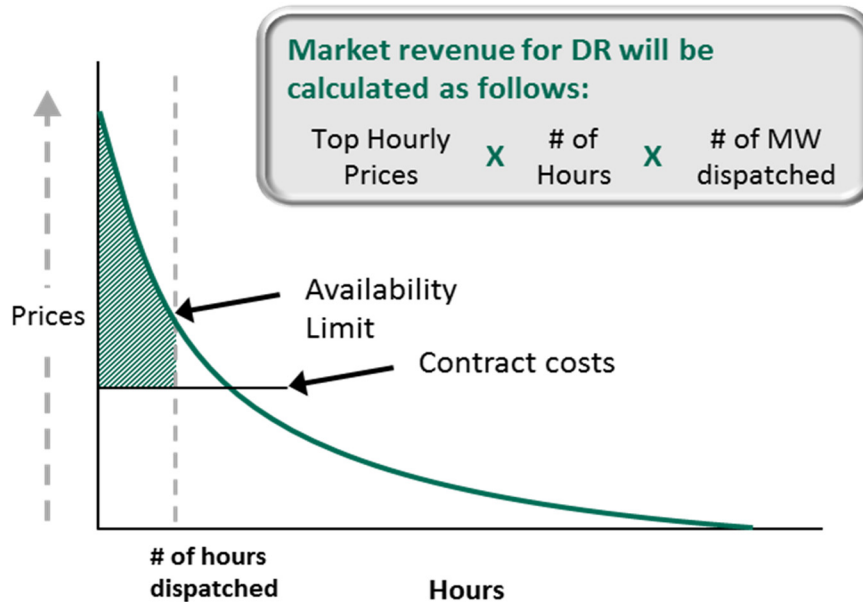 Market revenue for DR will be
calculated as follows:
Top Hourly
Prices
X
# of
Hours
X
# of MW
dispatched
Prices
Availability
Limit
Contract costs
# of hours
dispatched
Hours